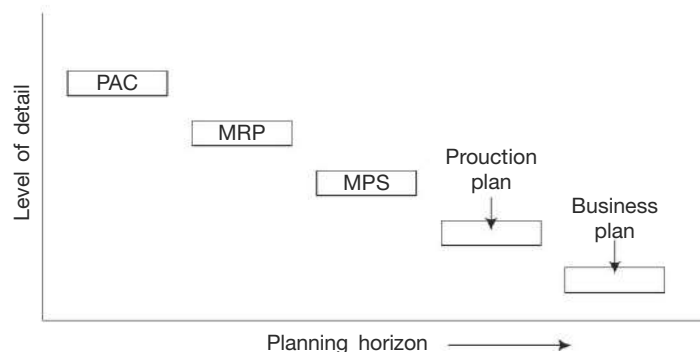 PAC
MRP
MPS
Prouction
plan
Business
plan
Level of detail
Planning horizon